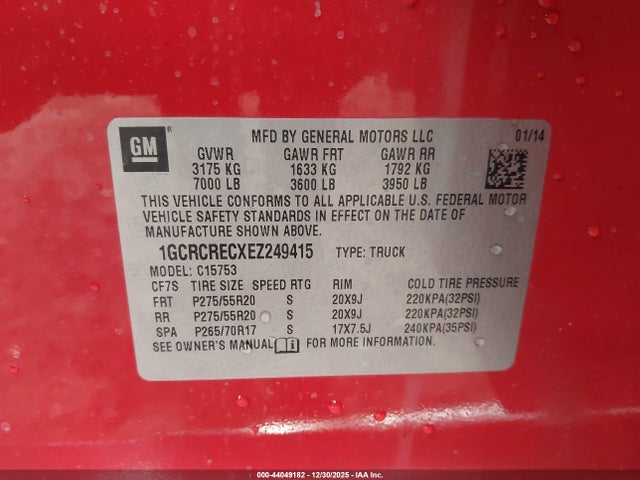 GM®
MFD BY GENERAL MOTORS LLC 01/14
GVWR GAWR FRT GAWR RR
3175 KG 1633 KG 1792 KG
7000 LB 3600 LB 3950 LB
THIS VEHICLE CONFORMS TO ALL APPLICABLE U.S. FEDERAL MOTOR
VEHICLE SAFETY STANDARDS IN EFFECT ON THE DATE OF
MANUFACTURE SHOWN ABOVE.
1GCRCRECXEZ249415 TYPE: TRUCK
MODEL: C15753
CF7S TIRE SIZE SPEED RTG RIM COLD TIRE PRESSURE
FRT P275/55R20 S 20X9J 220KPA(32PSI)
RR P275/55R20 S 20X9J 220KPA(32PSI)
SPA P265/70R17 S 17X7.5J 240KPA(35PSI)
SEE OWNER'S MANUAL FOR MORE INFORMATION.
000-44049182 - 12/30/2025 - IAA Inc.